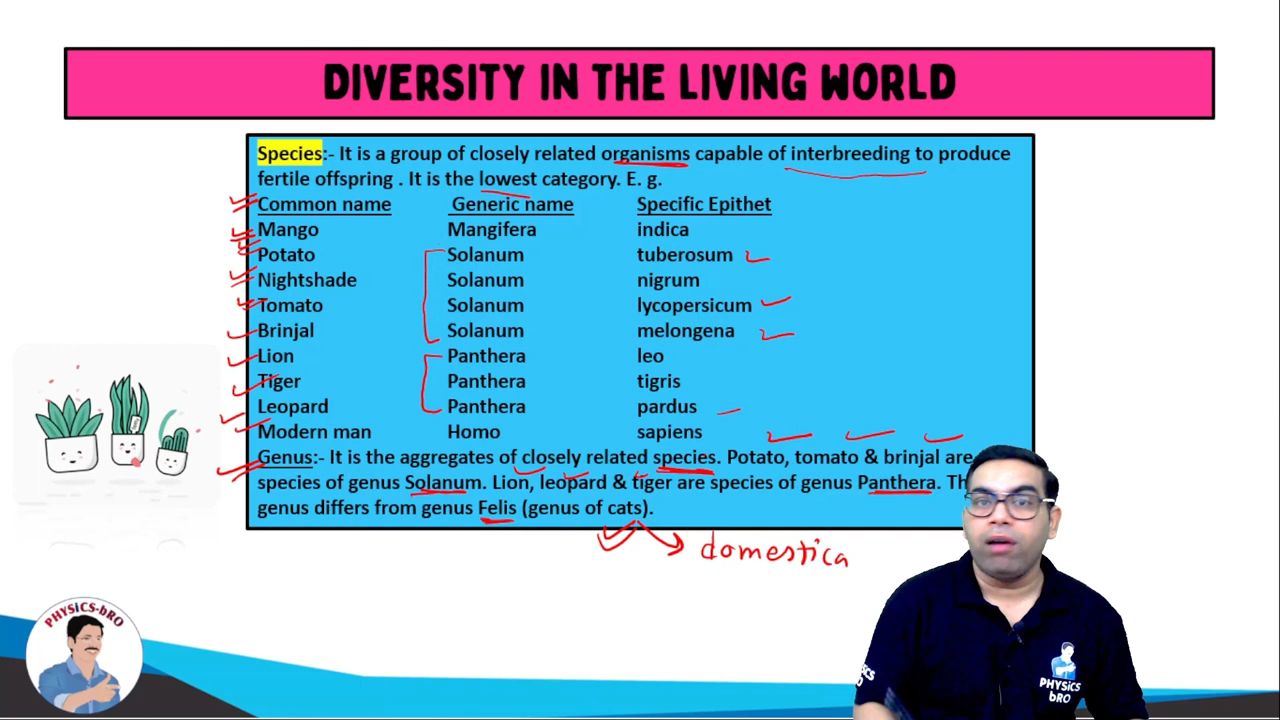 DIVERSITY IN THE LIVING WORLD
Species:- It is a group of closely related organisms capable of interbreeding to produce
fertile offspring . It is the lowest category. E. g.
Common name Generic name Specific Epithet
Mango Mangifera indica
Potato Solanum tuberosum
Nightshade Solanum nigrum
Tomato Solanum lycopersicum
Brinjal Solanum melongena
Lion Panthera leo
Tiger Panthera tigris
Leopard Panthera pardus
Modern man Homo sapiens
Genus:- It is the aggregates of closely related species. Potato, tomato & brinjal are
species of genus Solanum. Lion, leopard & tiger are species of genus Panthera.
genus differs from genus Felis (genus of cats).
domestica
PHYSICS-bRO
PHYSiCS
bRO